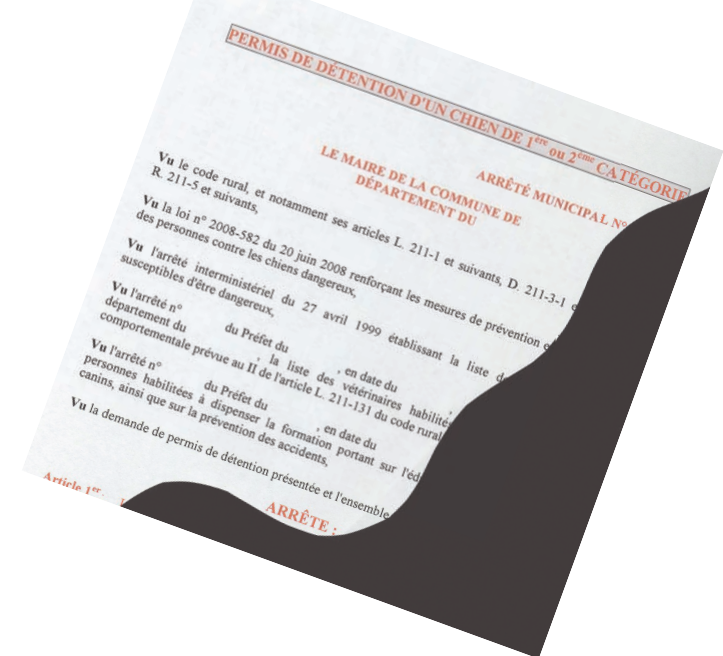 PERMIS DE DÉTENTION D'UN CHIEN DE 1ère ou 2ème CATÉGORIE
ARRÊTÉ MUNICIPAL N°
LE MAIRE DE LA COMMUNE DE
DÉPARTEMENT DU
Vu le code rural, et notamment ses articles L. 211-1 et suivants, D. 211-3-1
R. 211-5 et suivants,
Vu la loi n° 2008-582 du 20 juin 2008 renforçant les mesures de prévention
des personnes contre les chiens dangereux,
Vu l'arrêté interministériel du 27 avril 1999 établissant la liste
susceptibles d'être dangereux,
Vu l'arrêté n° du Préfet du , en date du
département du , la liste des vétérinaires
comportementale prévue au II de l'article L. 211-131 du code rural
Vu l'arrêté n° du Préfet du , en date du
personnes habilitées à dispenser la formation portant sur
canins, ainsi que sur la prévention des accidents,
Vu la demande de permis de détention présentée et l'ensemble
ARRÊTE :
Article 1er